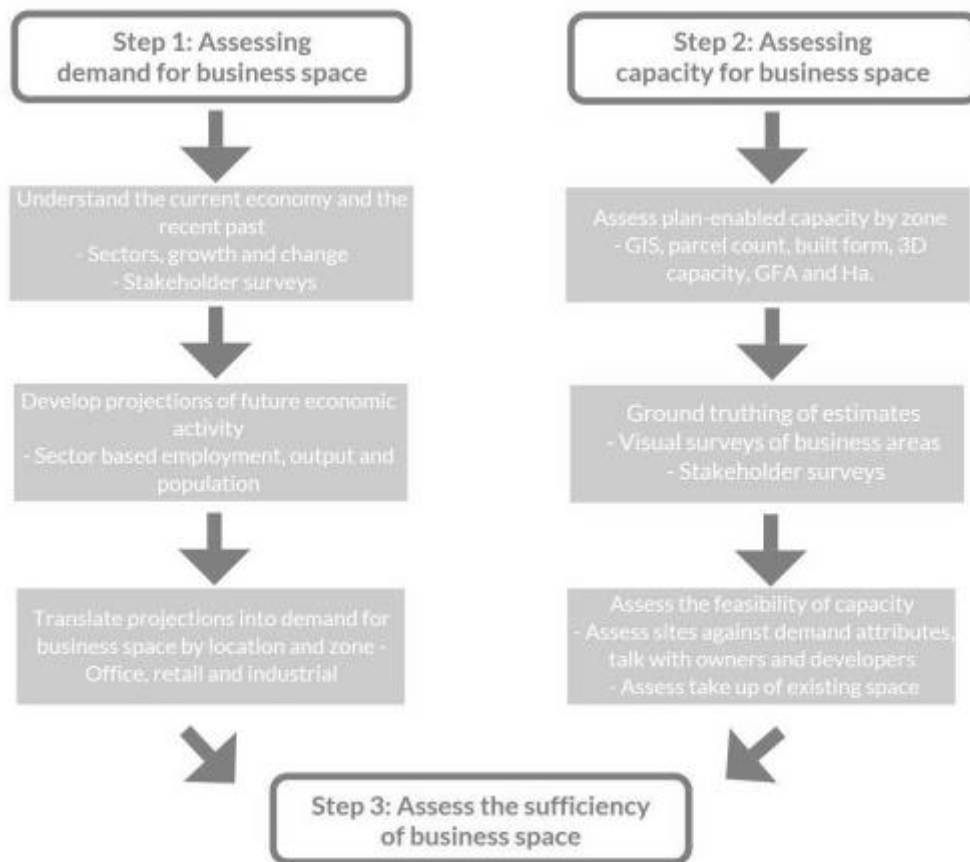 Step 1: Assessing
demand for business space
Understand the current economy and the
recent past
- Sectors, growth and change
- Stakeholder surveys
Develop projections of future economic
activity
- Sector based employment, output and
population
Translate projections into demand for
business space by location and zone -
Office, retail and industrial
Step 2: Assessing
capacity for business space
Assess plan-enabled capacity by zone
- GIS, parcel count, built form, 3D
capacity, GFA and Ha.
Ground truthing of estimates
- Visual surveys of business areas
- Stakeholder surveys
Assess the feasibility of capacity
- Assess sites against demand attributes,
talk with owners and developers
- Assess take up of existing space
Step 3: Assess the sufficiency
of business space